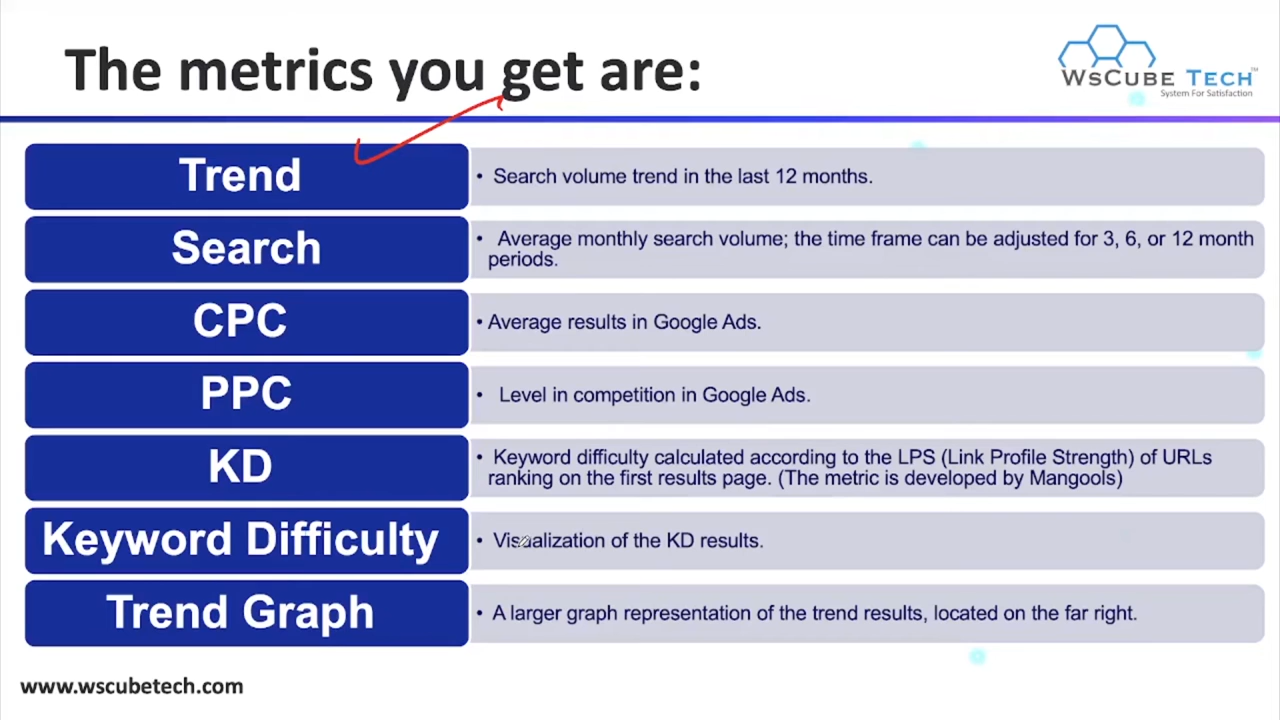 The metrics you get are:
WsCube Tech™
System For Satisfaction
Trend
• Search volume trend in the last 12 months.
Search
• Average monthly search volume; the time frame can be adjusted for 3, 6, or 12 month
periods.
CPC
• Average results in Google Ads.
PPC
• Level in competition in Google Ads.
KD
• Keyword difficulty calculated according to the LPS (Link Profile Strength) of URLs
ranking on the first results page. (The metric is developed by Mangools)
Keyword Difficulty
• Visualization of the KD results.
Trend Graph
• A larger graph representation of the trend results, located on the far right.
www.wscubetech.com